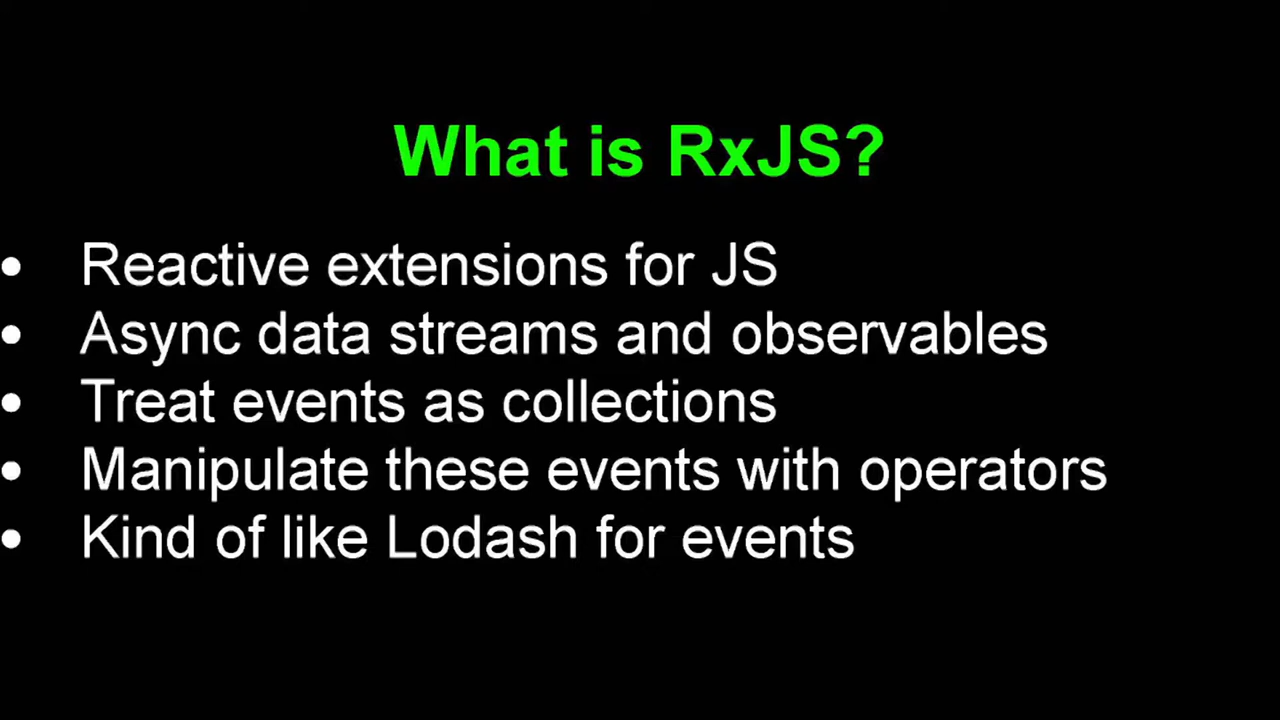 What is RxJS?
• Reactive extensions for JS
• Async data streams and observables
• Treat events as collections
• Manipulate these events with operators
• Kind of like Lodash for events